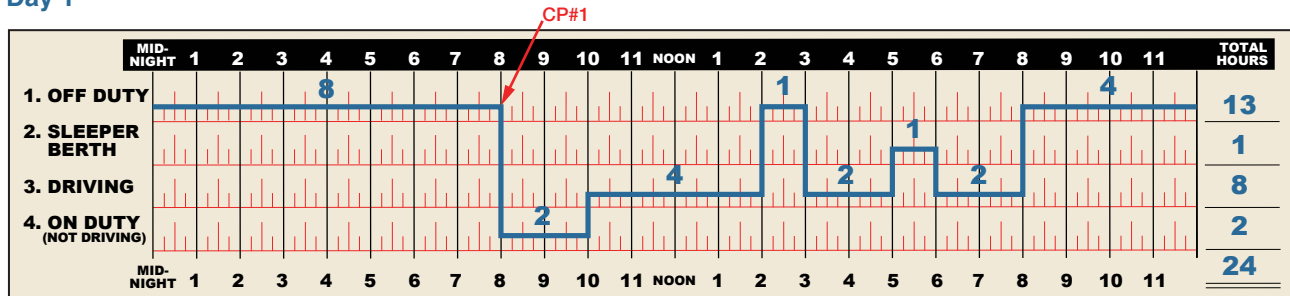 Day 1
CP#1
MID-NIGHT 1 2 3 4 5 6 7 8 9 10 11 NOON 1 2 3 4 5 6 7 8 9 10 11 TOTAL HOURS
1. OFF DUTY 8 1 4 13
2. SLEEPER BERTH 1 1
3. DRIVING 4 2 2 8
4. ON DUTY (NOT DRIVING) 2 2
MID-NIGHT 1 2 3 4 5 6 7 8 9 10 11 NOON 1 2 3 4 5 6 7 8 9 10 11 24